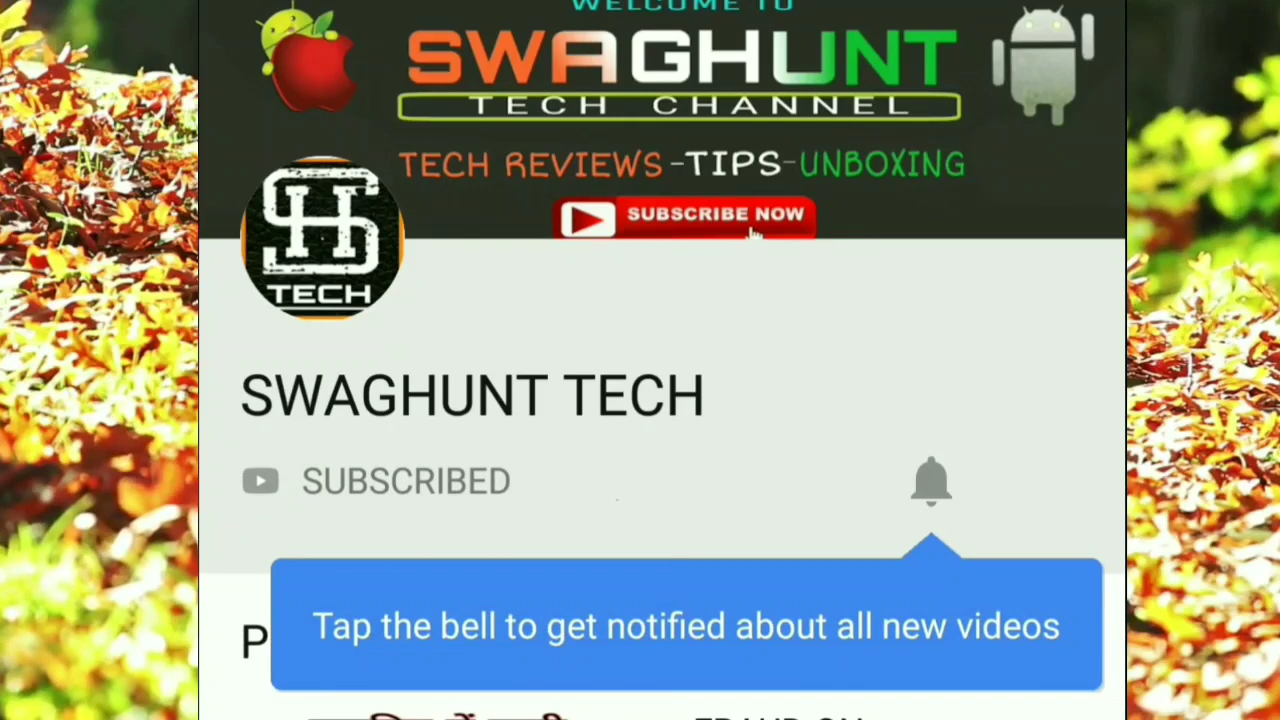 WELCOME TO
SWAGHUNT
TECH CHANNEL
TECH REVIEWS-TIPS-UNBOXING
SUBSCRIBE NOW
SH
TECH
SWAGHUNT TECH
SUBSCRIBED
Tap the bell to get notified about all new videos
P